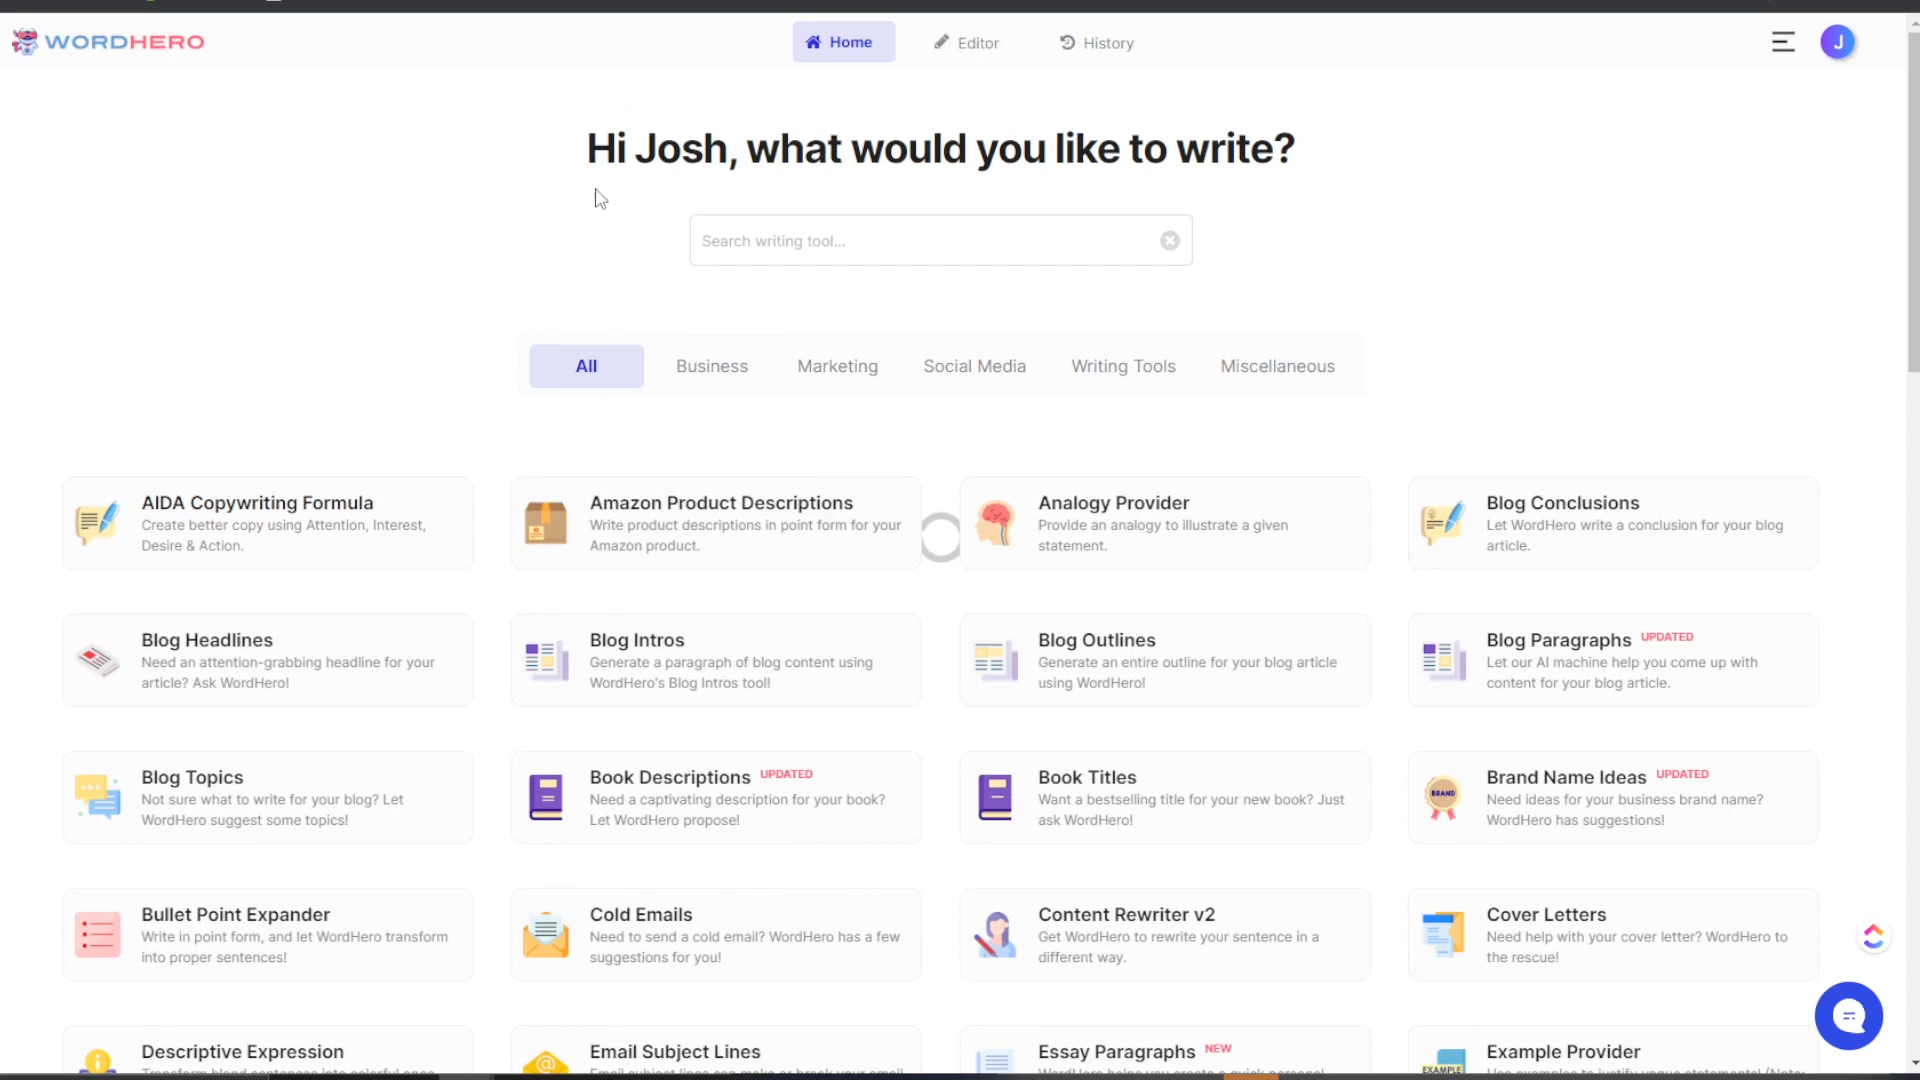 WORDHERO
Home
Editor
History
J
Hi Josh, what would you like to write?
Search writing tool...
All
Business
Marketing
Social Media
Writing Tools
Miscellaneous
AIDA Copywriting Formula
Create better copy using Attention, Interest,
Desire & Action.
Amazon Product Descriptions
Write product descriptions in point form for your
Amazon product.
Analogy Provider
Provide an analogy to illustrate a given
statement.
Blog Conclusions
Let WordHero write a conclusion for your blog
article.
Blog Headlines
Need an attention-grabbing headline for your
article? Ask WordHero!
Blog Intros
Generate a paragraph of blog content using
WordHero's Blog Intros tool!
Blog Outlines
Generate an entire outline for your blog article
using WordHero!
Blog Paragraphs UPDATED
Let our AI machine help you come up with
content for your blog article.
Blog Topics
Not sure what to write for your blog? Let
WordHero suggest some topics!
Book Descriptions UPDATED
Need a captivating description for your book?
Let WordHero propose!
Book Titles
Want a bestselling title for your new book? Just
ask WordHero!
BRAND
Brand Name Ideas UPDATED
Need ideas for your business brand name?
WordHero has suggestions!
Bullet Point Expander
Write in point form, and let WordHero transform
into proper sentences!
Cold Emails
Need to send a cold email? WordHero has a few
suggestions for you!
Content Rewriter v2
Get WordHero to rewrite your sentence in a
different way.
Cover Letters
Need help with your cover letter? WordHero to
the rescue!
Descriptive Expression
Email Subject Lines
Essay Paragraphs NEW
EXAMPLE
Example Provider